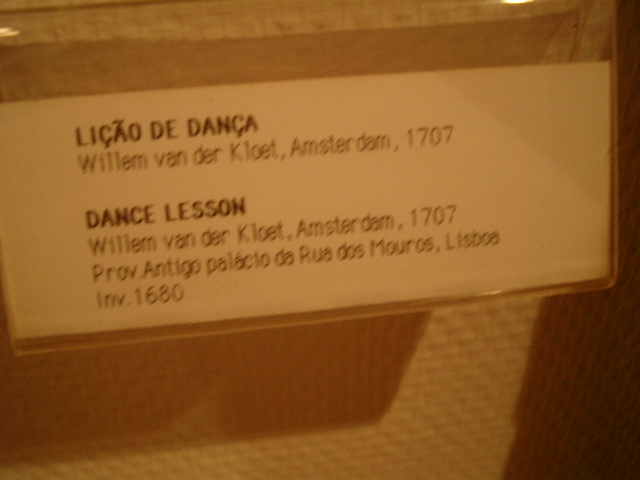 LIÇÃO DE DANÇA
Willem van der Kloet, Amsterdam, 1707
DANCE LESSON
Willem van der Kloet, Amsterdam, 1707
Prov. Antigo palácio da Rua dos Mouros, Lisboa
Inv. 1680